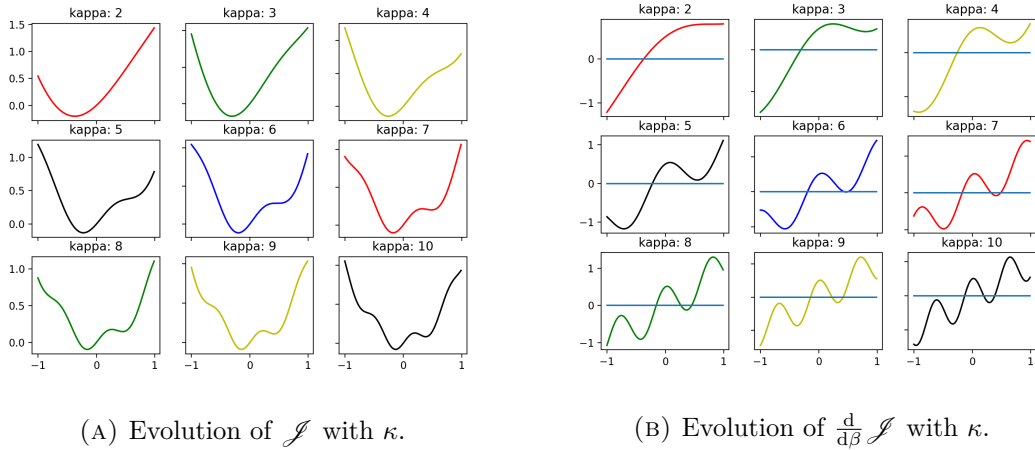 kappa: 2
kappa: 3
kappa: 4
1.5
1.0
0.5
0.0
kappa: 5
kappa: 6
kappa: 7
1.0
0.5
0.0
kappa: 8
kappa: 9
kappa: 10
1.0
0.5
0.0
−1 0 1
−1 0 1
−1 0 1
(A) Evolution of 𝒥 with κ.
kappa: 2
kappa: 3
kappa: 4
0
−1
kappa: 5
kappa: 6
kappa: 7
1
0
−1
kappa: 8
kappa: 9
kappa: 10
1
0
−1
−1 0 1
−1 0 1
−1 0 1
(B) Evolution of d/dβ 𝒥 with κ.